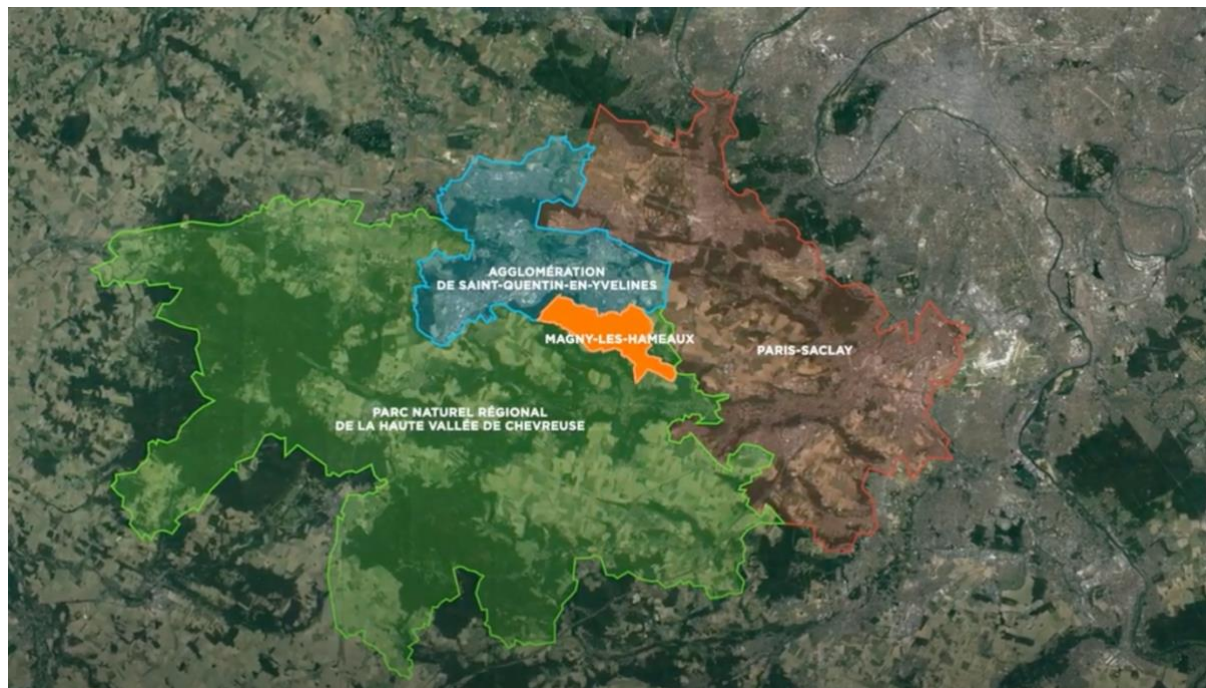 AGGLOMÉRATION
DE SAINT-QUENTIN-EN-YVELINES
MAGNY-LES-HAMEAUX
PARIS-SACLAY
PARC NATUREL RÉGIONAL
DE LA HAUTE VALLÉE DE CHEVREUSE